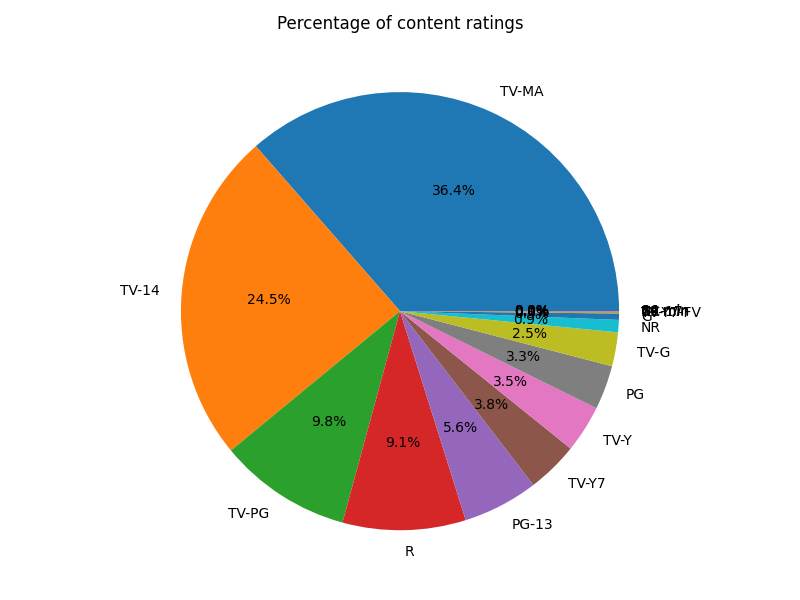 Percentage of content ratings
TV-MA
36.4%
TV-14
24.5%
TV-PG
9.8%
R
9.1%
PG-13
5.6%
TV-Y7
3.8%
TV-Y
3.5%
PG
3.3%
TV-G
2.5%
NR
0.9%